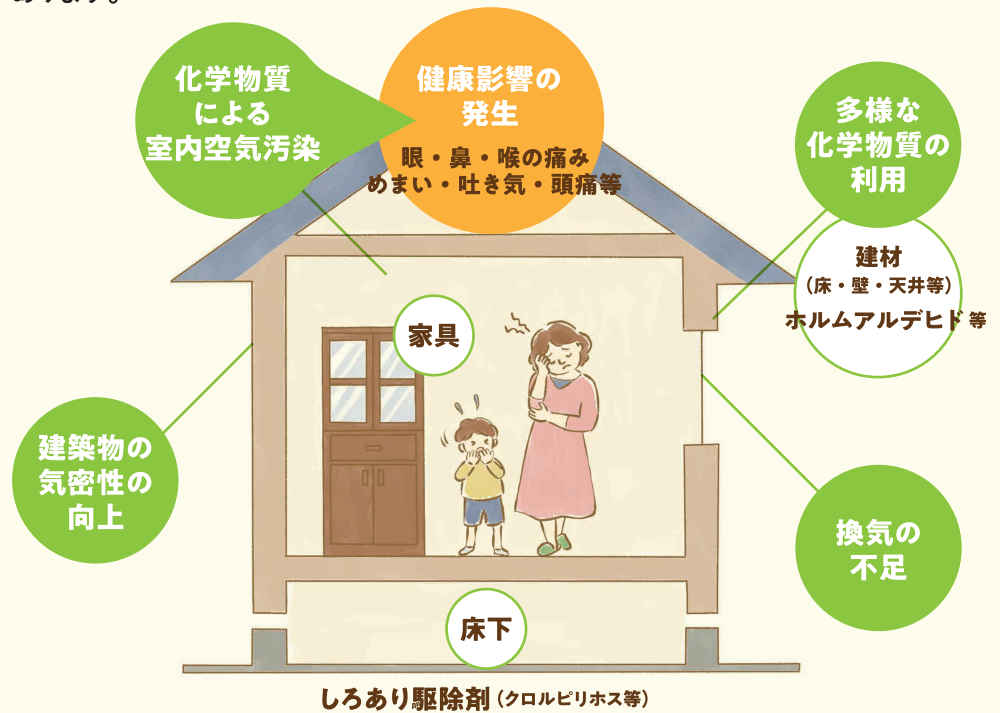 あります。
化学物質
による
室内空気汚染
健康影響の
発生
眼・鼻・喉の痛み
めまい・吐き気・頭痛等
多様な
化学物質の
利用
建材
（床・壁・天井等）
ホルムアルデヒド等
家具
建築物の
気密性の
向上
換気の
不足
床下
しろあり駆除剤（クロルピリホス等）